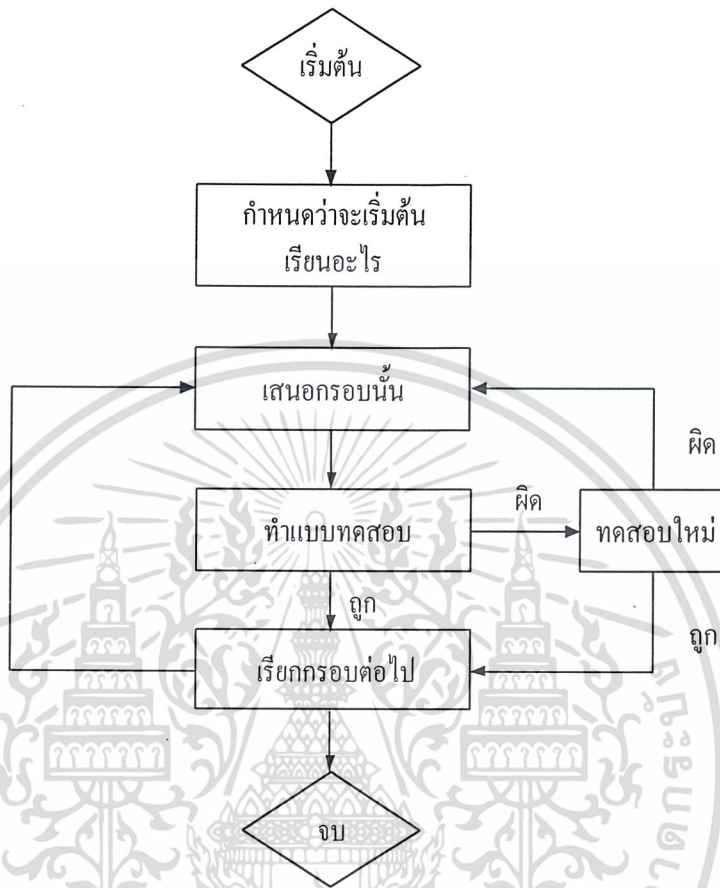 เริ่มต้น
กำหนดว่าจะเริ่มต้น
เรียนอะไร
เสนอกรอบนั้น
ผิด
ทำแบบทดสอบ
ผิด
ทดสอบใหม่
ถูก
ถูก
เรียกกรอบต่อไป
จบ